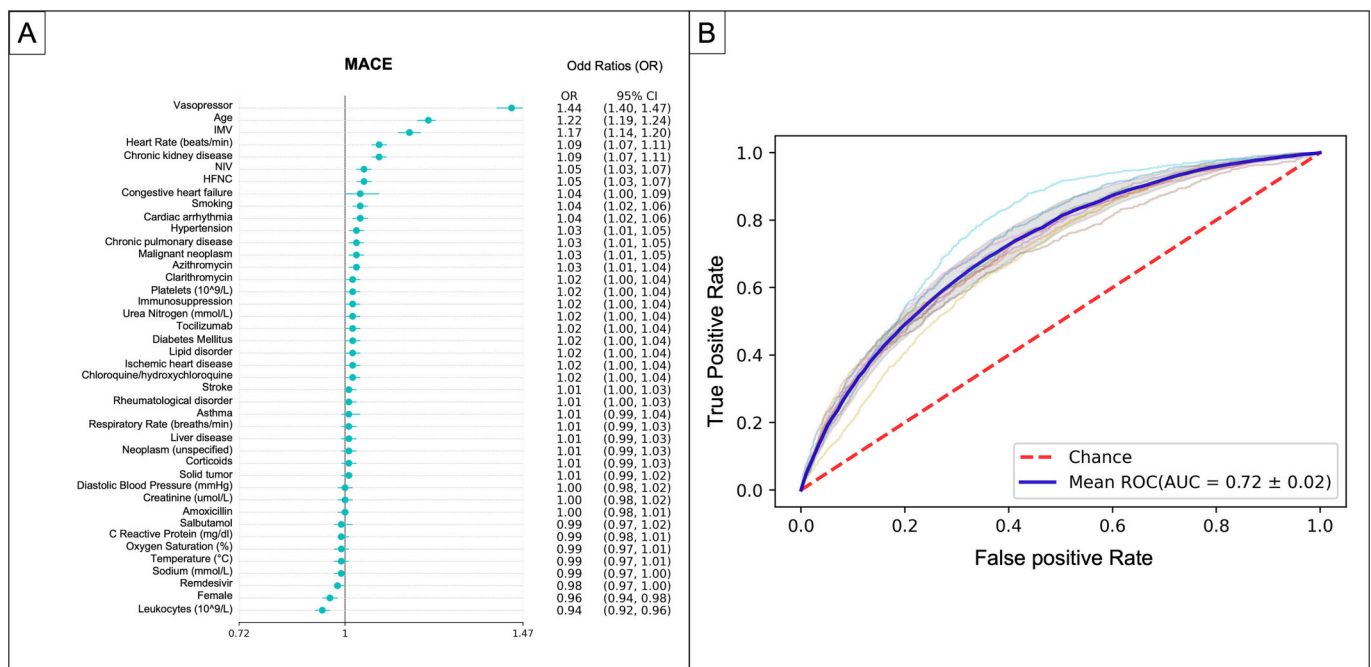 A
MACE
Odd Ratios (OR)
OR 95% CI
Vasopressor 1.44 (1.40, 1.47)
Age 1.22 (1.19, 1.24)
IMV 1.17 (1.14, 1.20)
Heart Rate (beats/min) 1.09 (1.07, 1.11)
Chronic kidney disease 1.09 (1.07, 1.11)
NIV 1.05 (1.03, 1.07)
HFNC 1.05 (1.03, 1.07)
Congestive heart failure 1.04 (1.00, 1.09)
Smoking 1.04 (1.02, 1.06)
Cardiac arrhythmia 1.04 (1.02, 1.06)
Hypertension 1.03 (1.01, 1.05)
Chronic pulmonary disease 1.03 (1.01, 1.05)
Malignant neoplasm 1.03 (1.01, 1.05)
Azithromycin 1.03 (1.01, 1.04)
Clarithromycin 1.02 (1.00, 1.04)
Platelets (10^9/L) 1.02 (1.00, 1.04)
Immunosuppression 1.02 (1.00, 1.04)
Urea Nitrogen (mmol/L) 1.02 (1.00, 1.04)
Tocilizumab 1.02 (1.00, 1.04)
Diabetes Mellitus 1.02 (1.00, 1.04)
Lipid disorder 1.02 (1.00, 1.04)
Ischemic heart disease 1.02 (1.00, 1.04)
Chloroquine/hydroxychloroquine 1.02 (1.00, 1.04)
Stroke 1.01 (1.00, 1.03)
Rheumatological disorder 1.01 (1.00, 1.03)
Asthma 1.01 (0.99, 1.04)
Respiratory Rate (breaths/min) 1.01 (0.99, 1.03)
Liver disease 1.01 (0.99, 1.03)
Neoplasm (unspecified) 1.01 (0.99, 1.03)
Corticoids 1.01 (0.99, 1.03)
Solid tumor 1.01 (0.99, 1.02)
Diastolic Blood Pressure (mmHg) 1.00 (0.98, 1.02)
Creatinine (umol/L) 1.00 (0.98, 1.02)
Amoxicillin 1.00 (0.98, 1.01)
Salbutamol 0.99 (0.97, 1.02)
C Reactive Protein (mg/dl) 0.99 (0.98, 1.01)
Oxygen Saturation (%) 0.99 (0.97, 1.01)
Temperature (°C) 0.99 (0.97, 1.01)
Sodium (mmol/L) 0.99 (0.97, 1.00)
Remdesivir 0.98 (0.97, 1.00)
Female 0.96 (0.94, 0.98)
Leukocytes (10^9/L) 0.94 (0.92, 0.96)
0.72 1 1.47
B
True Positive Rate
1.0
0.8
0.6
0.4
0.2
0.0
Chance
Mean ROC(AUC = 0.72 ± 0.02)
0.0 0.2 0.4 0.6 0.8 1.0
False positive Rate